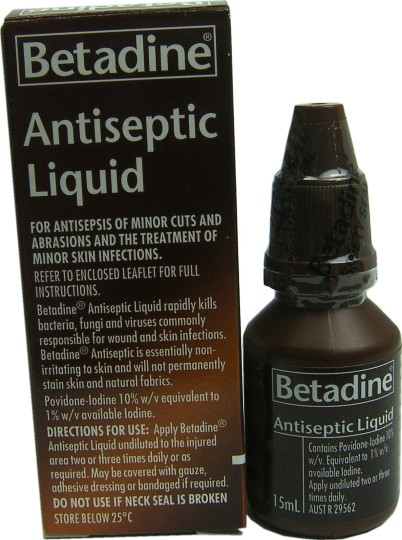 Betadine®
Antiseptic
Liquid
FOR ANTISEPSIS OF MINOR CUTS AND
ABRASIONS AND THE TREATMENT OF
MINOR SKIN INFECTIONS.
REFER TO ENCLOSED LEAFLET FOR FULL
INSTRUCTIONS.
Betadine® Antiseptic Liquid rapidly kills
bacteria, fungi and viruses commonly
responsible for wound and skin infections.
Betadine® Antiseptic is essentially non-
irritating to skin and will not permanently
stain skin and natural fabrics.
Povidone-Iodine 10% w/v equivalent to
1% w/v available Iodine.
DIRECTIONS FOR USE: Apply Betadine®
Antiseptic Liquid undiluted to the injured
area two or three times daily or as
required. May be covered with gauze,
adhesive dressing or bandaged if required.
DO NOT USE IF NECK SEAL IS BROKEN
STORE BELOW 25°C
Betadine
Betadine®
Antiseptic Liquid
Contains Povidone-Iodine 10%
w/v. Equivalent to 1% w/v
available Iodine.
Apply undiluted two or three
times daily.
15mL AUST R 29562